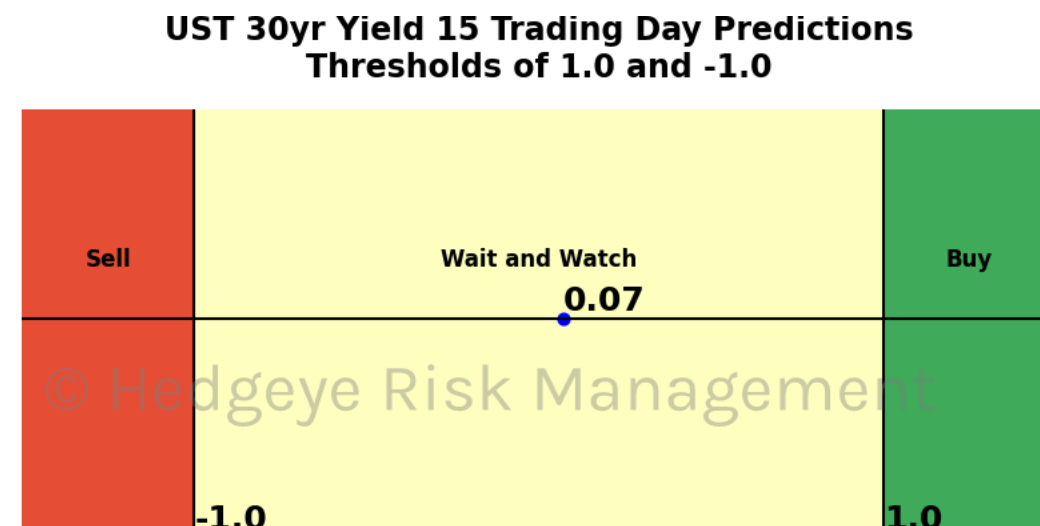 UST 30yr Yield 15 Trading Day Predictions
Thresholds of 1.0 and -1.0
Sell
Wait and Watch
Buy
0.07
© Hedgeye Risk Management
-1.0
1.0